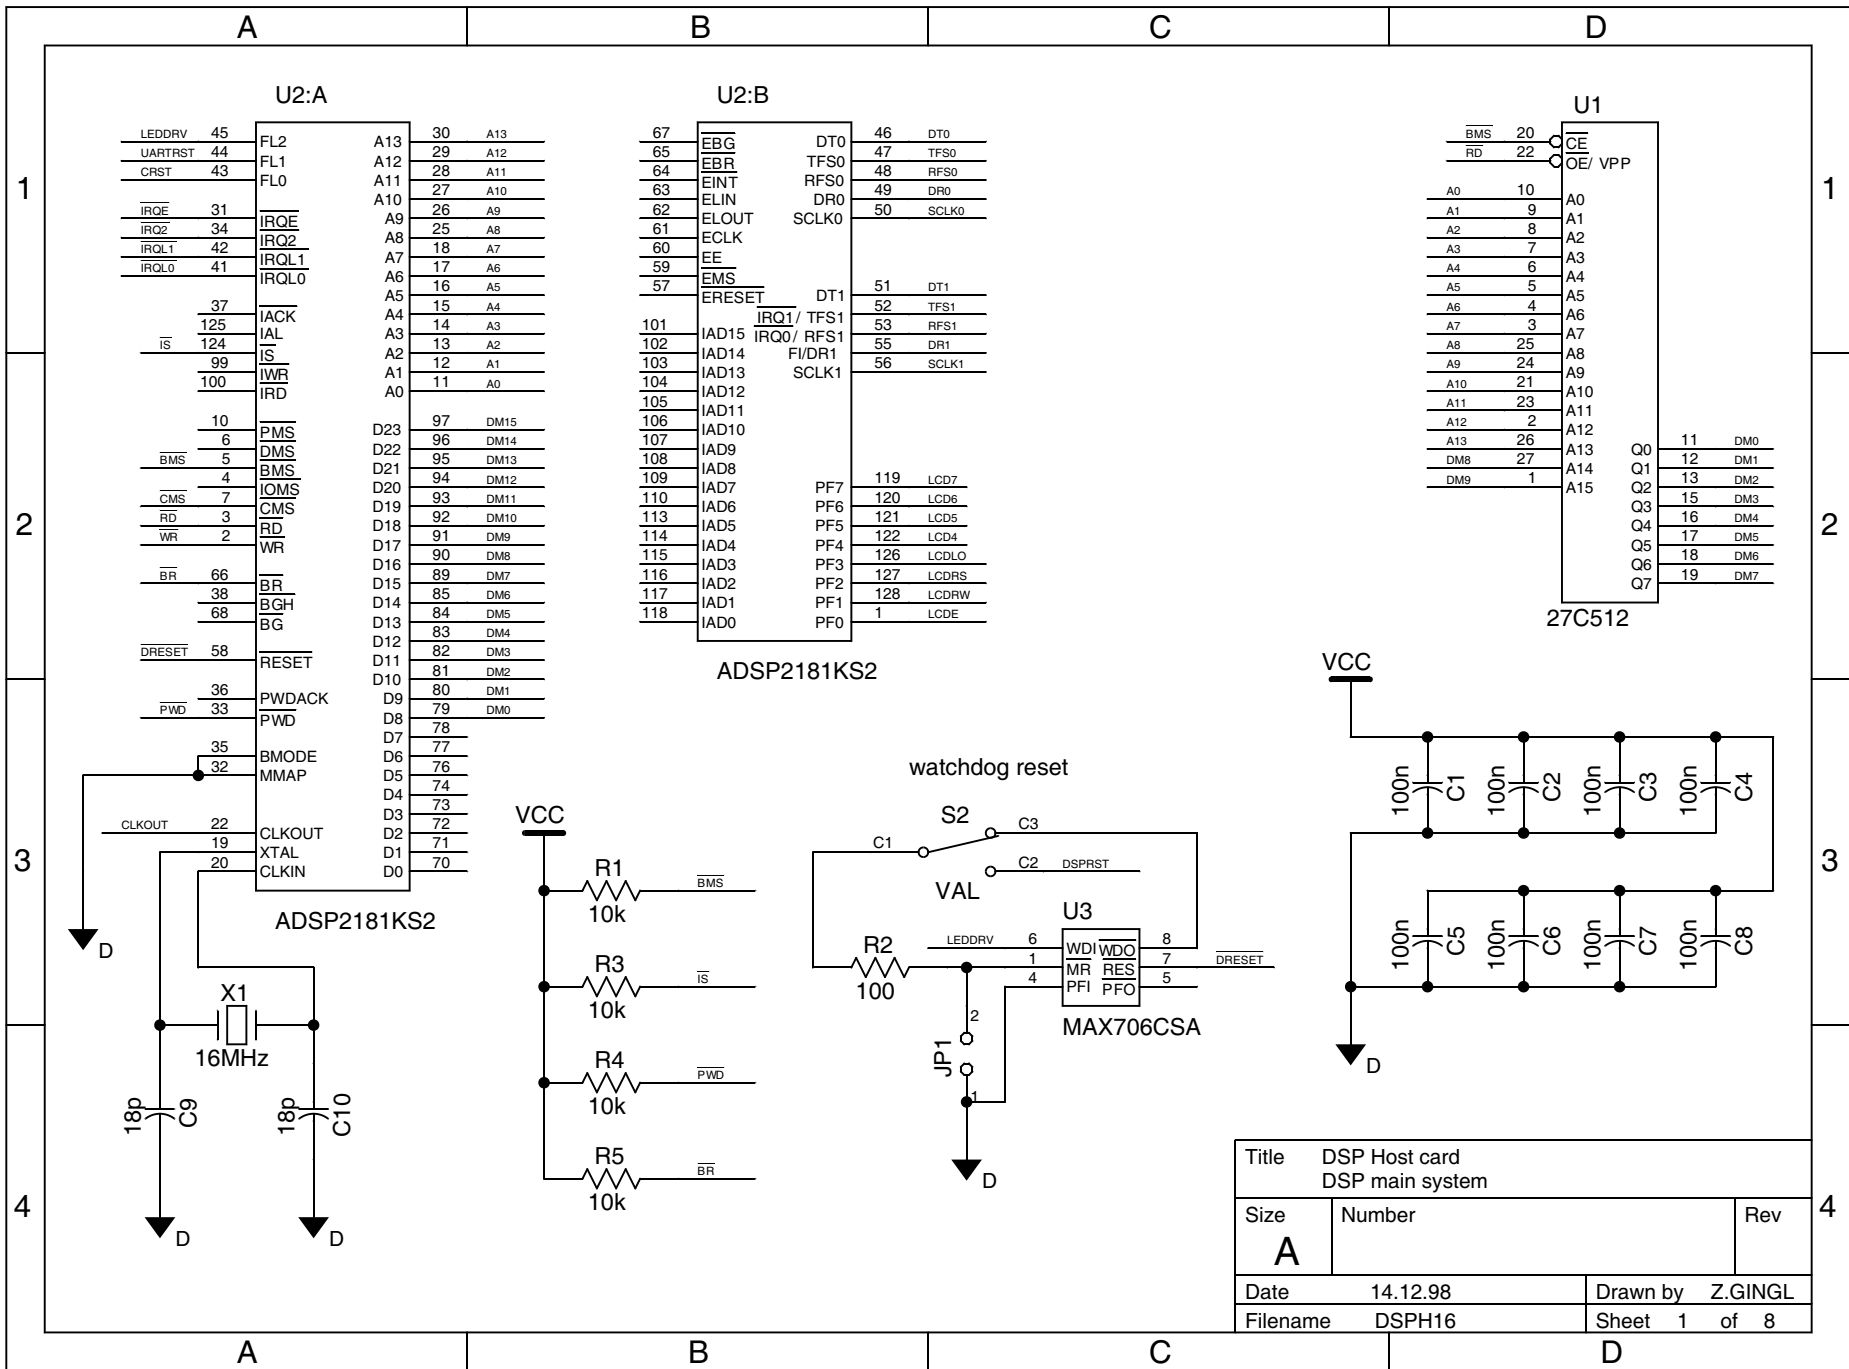 A B C D
1
2
3
4
U2:A
LEDDRV 45 FL2 A13 30 A13
UARTRST 44 FL1 A12 29 A12
CRST 43 FL0 A11 28 A11
A10 27 A10
IRQE 31 IRQE A9 26 A9
IRQ2 34 IRQ2 A8 25 A8
IRQL1 42 IRQL1 A7 18 A7
IRQL0 41 IRQL0 A6 17 A6
A5 16 A5
37 IACK A4 15 A4
125 IAL A3 14 A3
IS 124 IS A2 13 A2
99 IWR A1 12 A1
100 IRD A0 11 A0
10 PMS D23 97 DM15
6 DMS D22 96 DM14
BMS 5 BMS D21 95 DM13
4 IOMS D20 94 DM12
CMS 7 CMS D19 93 DM11
RD 3 RD D18 92 DM10
WR 2 WR D17 91 DM9
D16 90 DM8
BR 66 BR D15 89 DM7
38 BGH D14 85 DM6
68 BG D13 84 DM5
D12 83 DM4
DRESET 58 RESET D11 82 DM3
D10 81 DM2
36 PWDACK D9 80 DM1
PWD 33 PWD D8 79 DM0
D7 78
35 BMODE D6 77
32 MMAP D5 76
D4 74
D3 73
CLKOUT 22 CLKOUT D2 72
19 XTAL D1 71
20 CLKIN D0 70
ADSP2181KS2
D
X1
16MHz
18p C9
18p C10
D
D
U2:B
67 EBG DT0 46 DT0
65 EBR TFS0 47 TFS0
64 EINT RFS0 48 RFS0
63 ELIN DR0 49 DR0
62 ELOUT SCLK0 50 SCLK0
61 ECLK
60 EE
59 EMS
57 ERESET DT1 51 DT1
IRQ1/ TFS1 52 TFS1
101 IAD15 IRQ0/ RFS1 53 RFS1
102 IAD14 FI/DR1 55 DR1
103 IAD13 SCLK1 56 SCLK1
104 IAD12
105 IAD11
106 IAD10
107 IAD9
108 IAD8
109 IAD7 PF7 119 LCD7
110 IAD6 PF6 120 LCD6
113 IAD5 PF5 121 LCD5
114 IAD4 PF4 122 LCD4
115 IAD3 PF3 126 LCDLO
116 IAD2 PF2 127 LCDRS
117 IAD1 PF1 128 LCDRW
118 IAD0 PF0 1 LCDE
ADSP2181KS2
U1
BMS 20 CE
RD 22 OE/ VPP
A0 10 A0
A1 9 A1
A2 8 A2
A3 7 A3
A4 6 A4
A5 5 A5
A6 4 A6
A7 3 A7
A8 25 A8
A9 24 A9
A10 21 A10
A11 23 A11
A12 2 A12
A13 26 A13 Q0 11 DM0
DM8 27 A14 Q1 12 DM1
DM9 1 A15 Q2 13 DM2
Q3 15 DM3
Q4 16 DM4
Q5 17 DM5
Q6 18 DM6
Q7 19 DM7
27C512
VCC
R1 BMS
10k
R3 IS
10k
R4 PWD
10k
R5 BR
10k
watchdog reset
S2 C3
C1
C2 DSPRST
VAL
U3
LEDDRV 6 WDI WDO 8
R2 1 MR RES 7 DRESET
100 4 PFI PFO 5
MAX706CSA
2
JP1
1
D
VCC
100n C1 100n C2 100n C3 100n C4
100n C5 100n C6 100n C7 100n C8
D
Title DSP Host card
DSP main system
Size Number Rev
A
Date 14.12.98 Drawn by Z.GINGL
Filename DSPH16 Sheet 1 of 8
1
2
3
4
A B C D